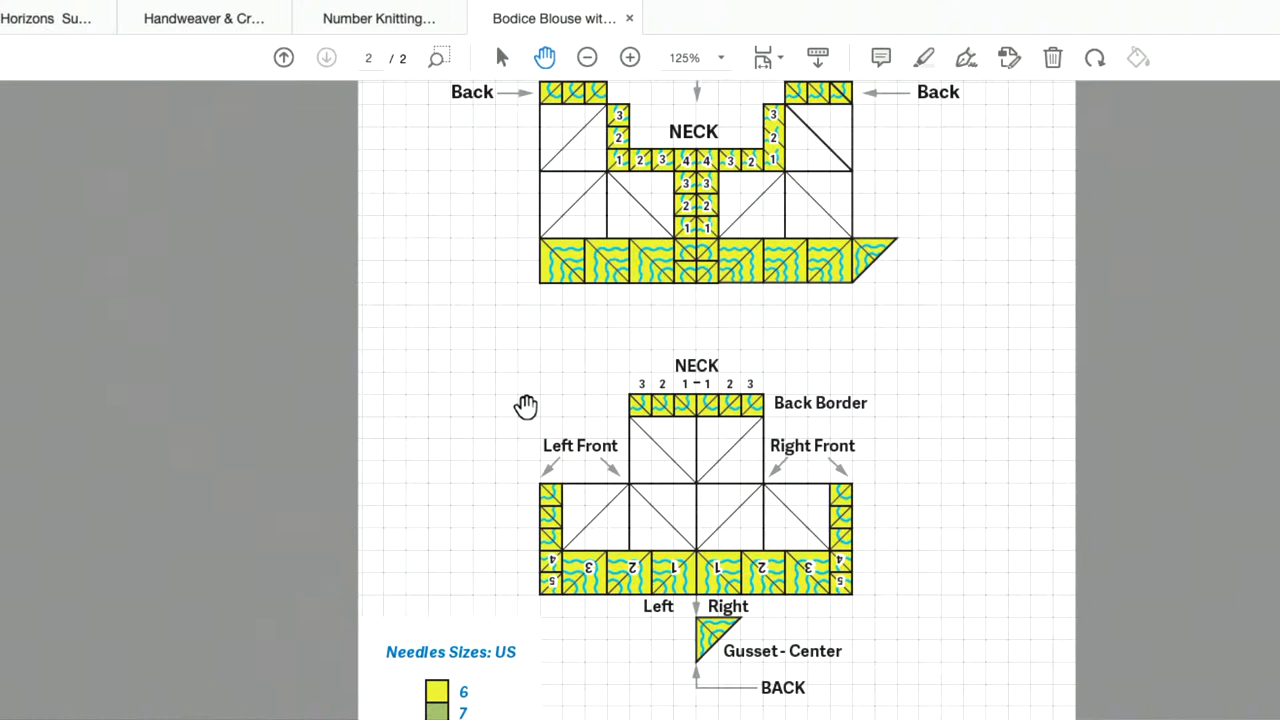 Horizons Su...
Handweaver & Cr...
Number Knitting...
Bodice Blouse wit... ×
2 / 2
125%
Back
Back
3 3
NECK
2 2
1 2 3 4 4 3 2 1
3 3
2 2
1 1
NECK
3 2 1 – 1 2 3
Back Border
Left Front
Right Front
4 3 2 1 1 2 3 4
5 5
Left Right
Gusset - Center
BACK
Needles Sizes: US
6
7